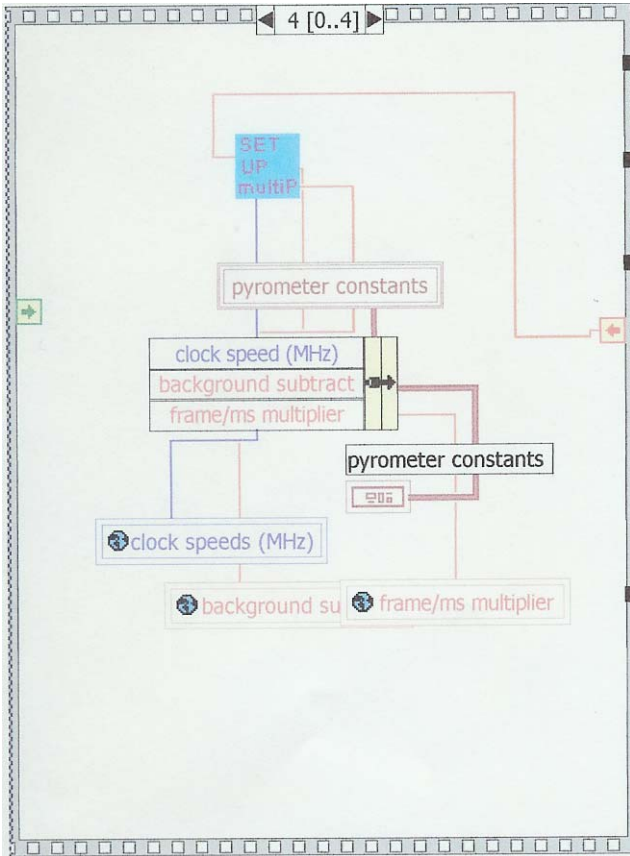 4 [0..4]
SET
UP
multiP
pyrometer constants
clock speed (MHz)
background subtract
frame/ms multiplier
pyrometer constants
clock speeds (MHz)
background su
frame/ms multiplier